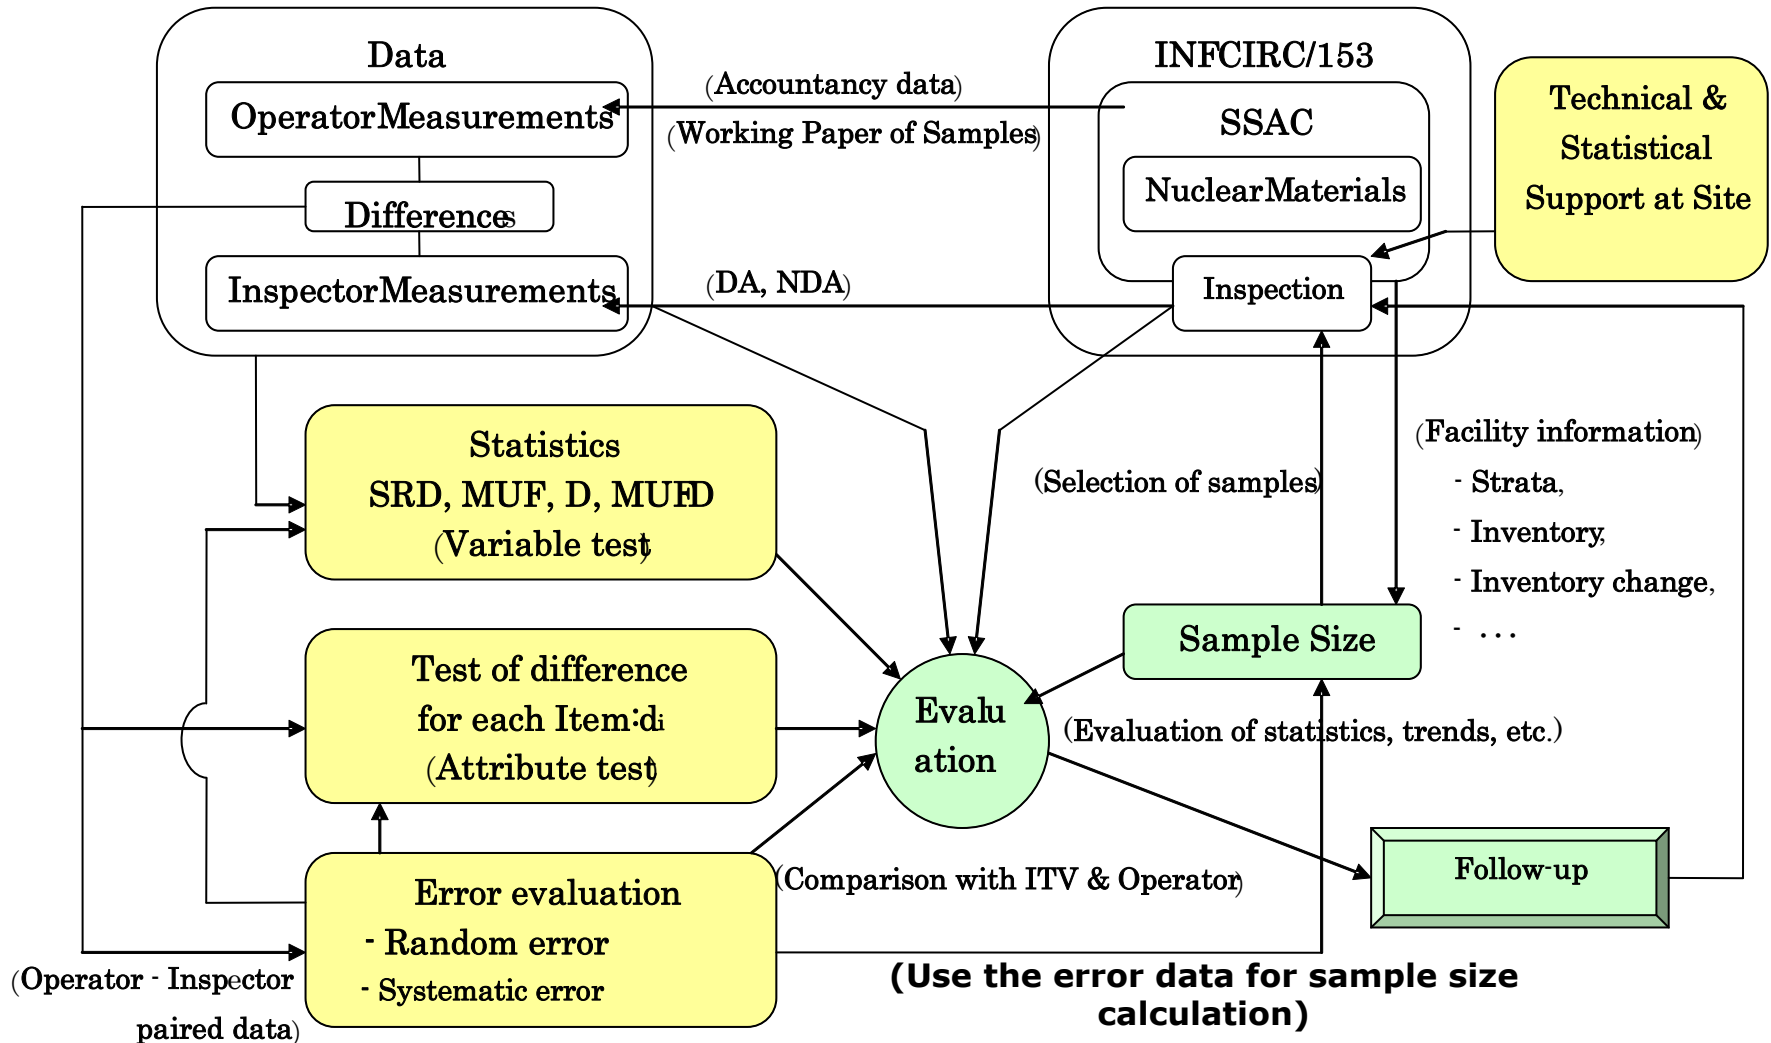 Data
OperatorMeasurements
Differences
InspectorMeasurements
(Accountancy data)
(Working Paper of Samples)
(DA, NDA)
INFCIRC/153
SSAC
NuclearMaterials
Inspection
Technical &
Statistical
Support at Site
Statistics
SRD, MUF, D, MUFD
(Variable test)
(Selection of samples)
(Facility information)
- Strata,
- Inventory,
- Inventory change,
- ...
Test of difference
for each Item:di
(Attribute test)
Evalu
ation
Sample Size
(Evaluation of statistics, trends, etc.)
Error evaluation
- Random error
- Systematic error
(Comparison with ITV & Operator)
Follow-up
(Operator - Inspector
paired data)
(Use the error data for sample size
calculation)